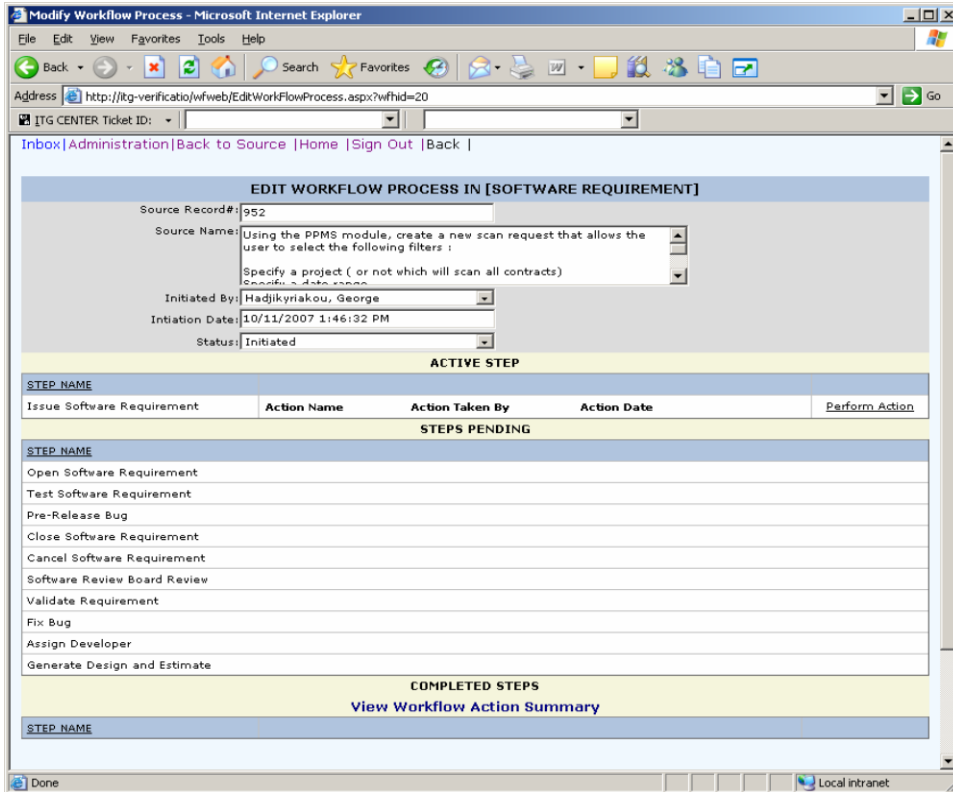 Modify Workflow Process - Microsoft Internet Explorer
File Edit View Favorites Tools Help
Back Search Favorites
Address http://itg-verificatio/wfweb/EditWorkFlowProcess.aspx?wfhid=20 Go
ITG CENTER Ticket ID:
Inbox|Administration|Back to Source |Home |Sign Out |Back |
EDIT WORKFLOW PROCESS IN [SOFTWARE REQUIREMENT]
Source Record#: 952
Source Name: Using the PPMS module, create a new scan request that allows the
user to select the following filters :
Specify a project ( or not which will scan all contracts)
Specify a date range
Initiated By: Hadjikyriakou, George
Intiation Date: 10/11/2007 1:46:32 PM
Status: Initiated
ACTIVE STEP
STEP NAME
Issue Software Requirement Action Name Action Taken By Action Date Perform Action
STEPS PENDING
STEP NAME
Open Software Requirement
Test Software Requirement
Pre-Release Bug
Close Software Requirement
Cancel Software Requirement
Software Review Board Review
Validate Requirement
Fix Bug
Assign Developer
Generate Design and Estimate
COMPLETED STEPS
View Workflow Action Summary
STEP NAME
Done Local intranet